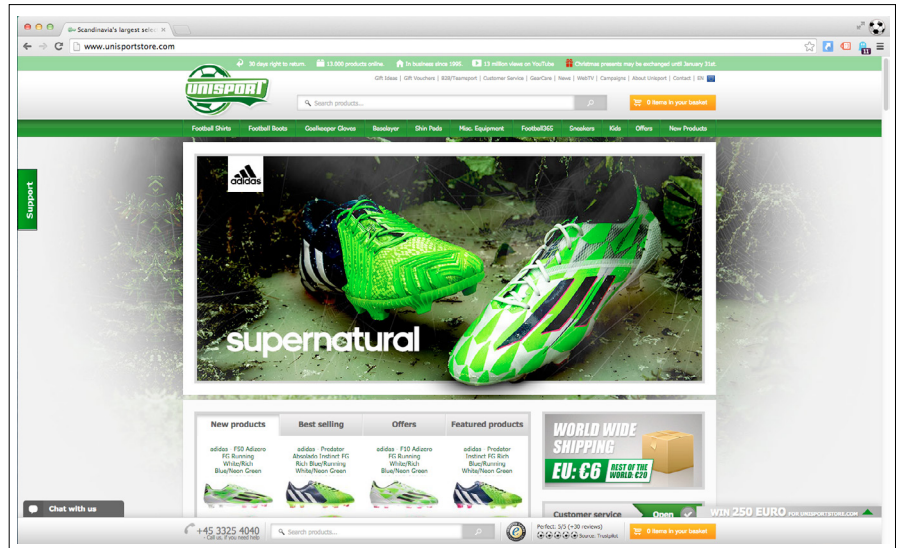 Scandinavia's largest selec
www.unisportstore.com
11
30 days right to return. 13.000 products online. In business since 1995. 13 million views on YouTube Christmas presents may be exchanged until January 31st
Gift Ideas | Gift Vouchers | B2B/Teamsport | Customer Service | GearCare | News | WebTV | Campaigns | About Unisport | Contact | EN
UNISPORT
Search products...
0 items in your basket
Football Shirts Football Boots Goalkeeper Gloves Baselayer Shin Pads Misc. Equipment Football365 Sneakers Kids Offers New Products
Support
adidas
supernatural
New products Best selling Offers Featured products
adidas F50 Adizero FG Running White/Rich Blue/Neon Green
adidas Predator Absolado Instinct FG Rich Blue/Running White/Neon Green
adidas F10 FG Running White/Rich Blue/Neon Green
adidas Predator Instinct FG Rich Blue/Running White/Neon Green
WORLD WIDE
SHIPPING
EU: €6 REST OF THE WORLD: €20
Customer service Open
Chat with us
WIN 250 EURO FOR UNISPORTSTORE.COM
+45 3325 4040
- Call us, if you need help
Search products...
Perfect: 5/5 (+30 reviews)
Source: Trustpilot
0 items in your basket